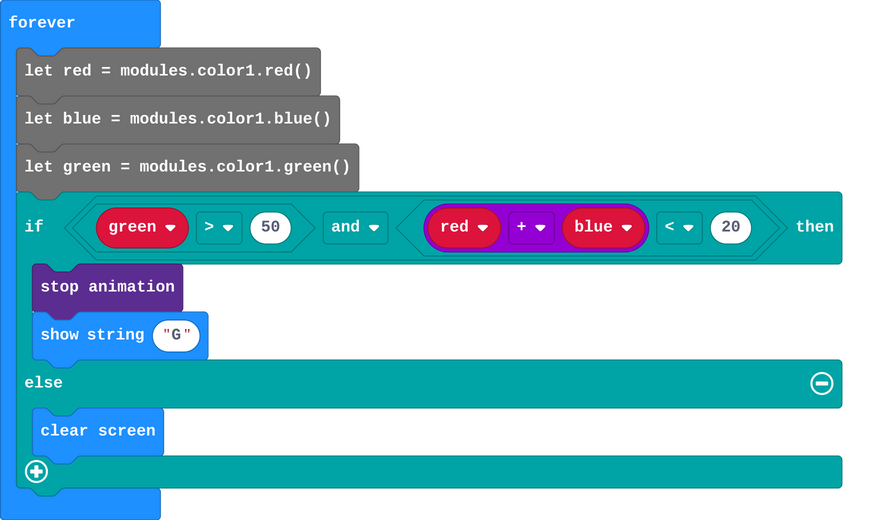 forever
let red = modules.color1.red()
let blue = modules.color1.blue()
let green = modules.color1.green()
if green > 50 and red + blue < 20 then
stop animation
show string "G"
else
clear screen